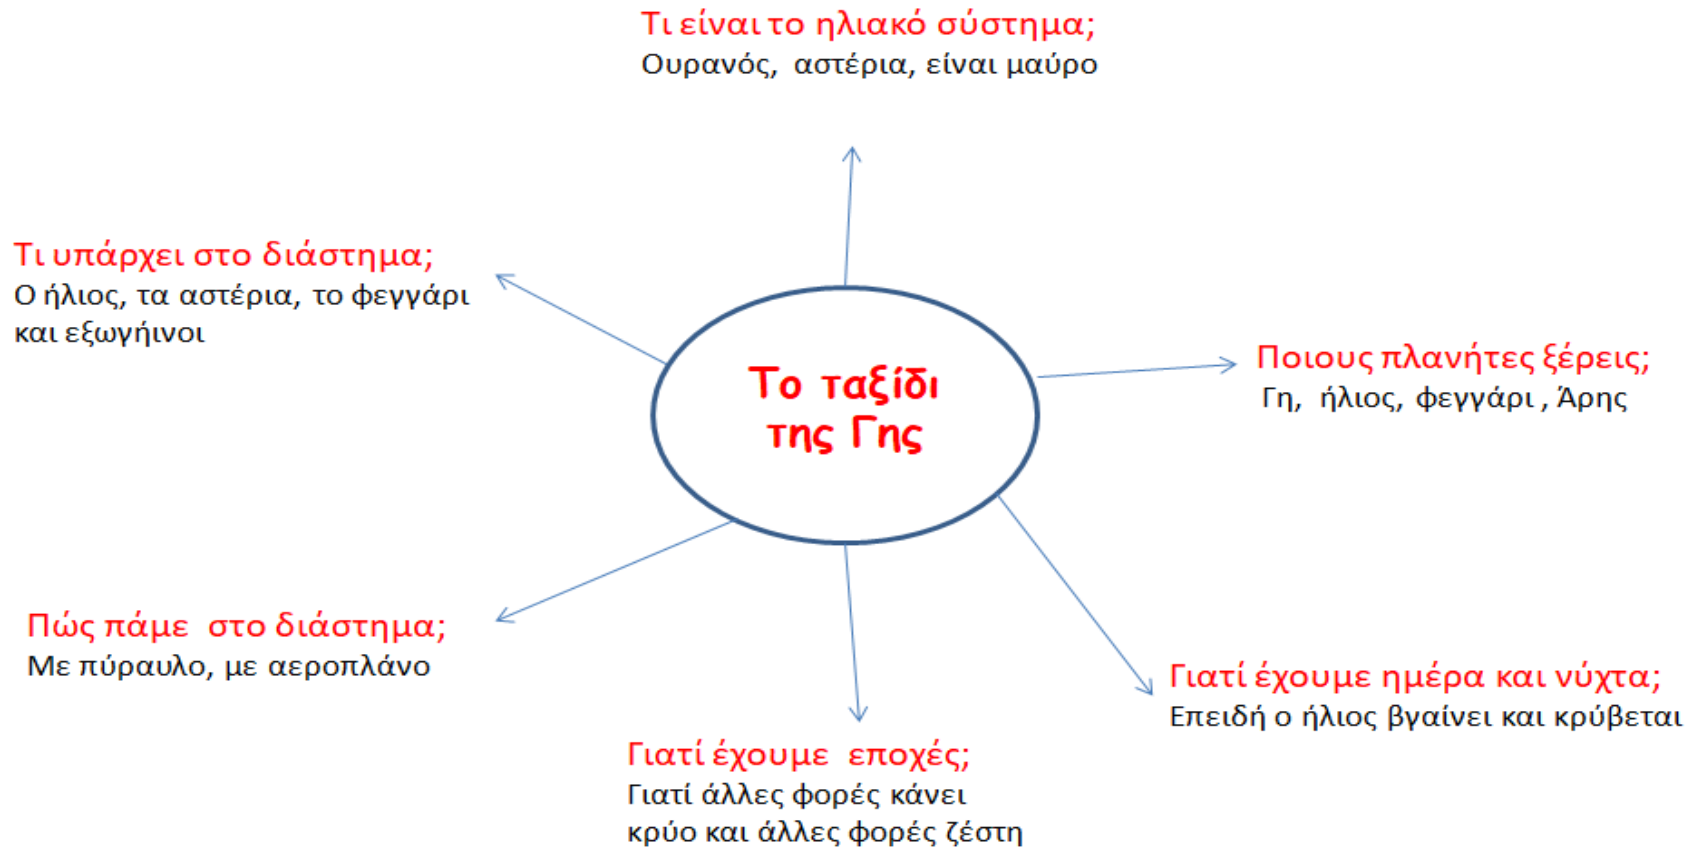 Τι είναι το ηλιακό σύστημα;
Ουρανός, αστέρια, είναι μαύρο
Τι υπάρχει στο διάστημα;
Ο ήλιος, τα αστέρια, το φεγγάρι
και εξωγήινοι
Το ταξίδι
της Γης
Ποιους πλανήτες ξέρεις;
Γη, ήλιος, φεγγάρι , Άρης
Πώς πάμε στο διάστημα;
Με πύραυλο, με αεροπλάνο
Γιατί έχουμε ημέρα και νύχτα;
Επειδή ο ήλιος βγαίνει και κρύβεται
Γιατί έχουμε εποχές;
Γιατί άλλες φορές κάνει
κρύο και άλλες φορές ζέστη